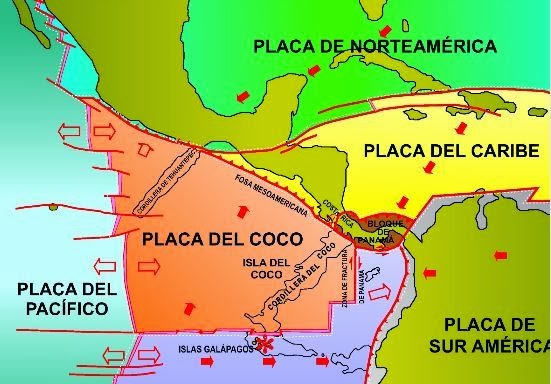 PLACA DE NORTEAMÉRICA
PLACA DEL CARIBE
CORDILLERA DE TEHUANTEPEC
FOSA MESOAMERICANA
COSTA RICA
BLOQUE
DE
PANAMÁ
PLACA DEL COCO
ISLA DEL
COCO
CORDILLERA DEL COCO
ZONA DE FRACTURA
DE PANAMA
PLACA DEL
PACÍFICO
PLACA DE
SUR AMÉRICA
ISLAS GALÁPAGOS